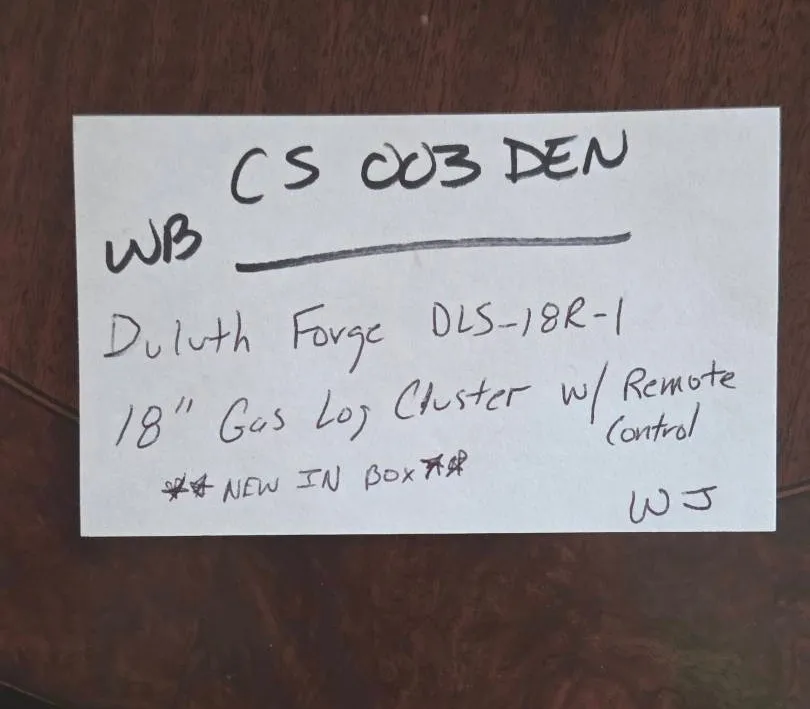 CS 003 DEN
WB
Duluth Forge DLS-18R-1
18" Gas Log Cluster w/ Remote
Control
** NEW IN BOX **
WJ